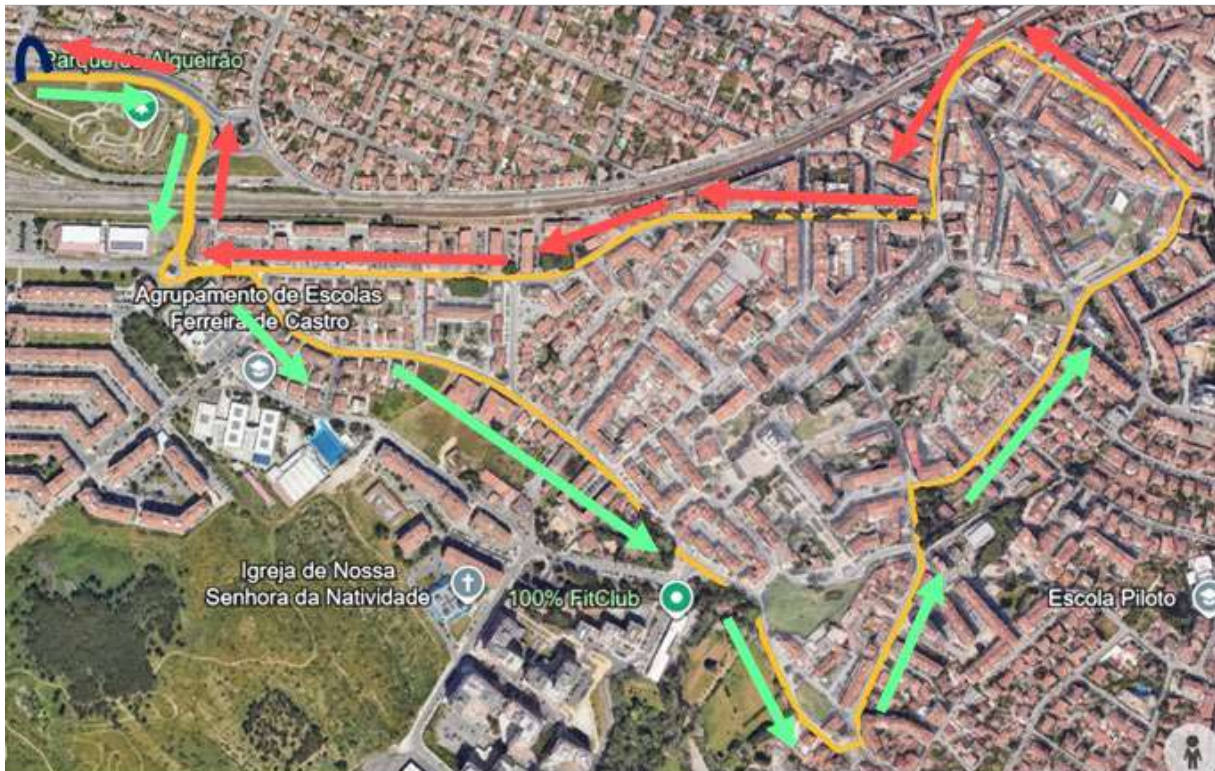 Parque do Algueirão
Agrupamento de Escolas
Ferreira de Castro
Igreja de Nossa
Senhora da Natividade
100% FitClub
Escola Piloto